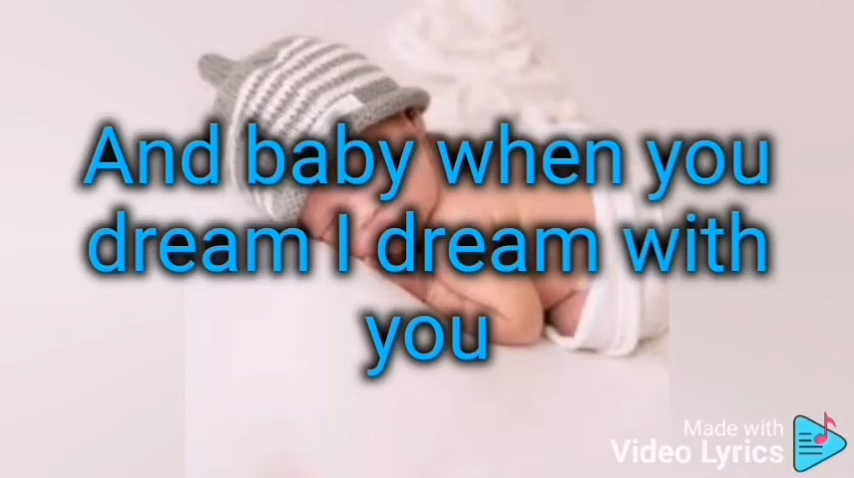 And baby when you
dream I dream with
you
Made with
Video Lyrics